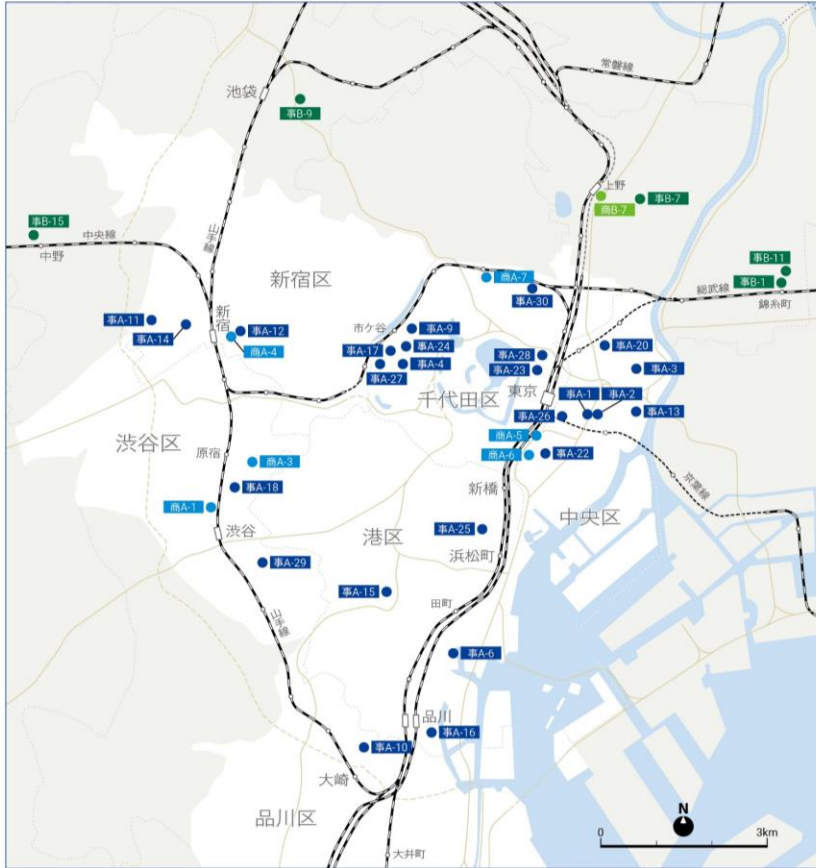 常磐線
池袋
事B-9
上野
商B-7
事B-7
事B-15
中央線
中野
山手線
新宿区
商A-7
事A-30
事B-11
事B-1
総武線
錦糸町
事A-11
事A-14
新宿
事A-12
商A-4
市ケ谷
事A-9
事A-24
事A-17
事A-4
事A-27
事A-28
事A-23
事A-20
事A-3
千代田区
東京
事A-1
事A-2
事A-26
事A-13
渋谷区
原宿
商A-3
商A-5
商A-6
事A-22
事A-18
商A-1
新橋
京葉線
中央区
渋谷
港区
事A-25
浜松町
事A-29
事A-15
田町
山手線
事A-6
品川
事A-16
事A-10
大崎
品川区
大井町
N
0
3km